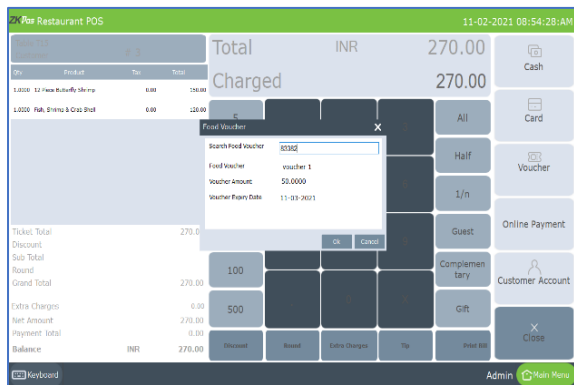 ZKPos Restaurant POS 11-02-2021 08:54:28:AM
Total INR 270.00
Charged 270.00
Qty Product Tax Total
1.0000 12 Piece Butterfly Shrimp 0.00 150.00
1.0000 Fish, Shrimp & Crab Shell 0.00 120.00
Food Voucher X
Search Food Voucher 83382
Food Voucher voucher 1
Voucher Amount 50.0000
Voucher Expiry Date 11-03-2021
Ok Cancel
Ticket Total 270.0
Discount
Sub Total
Round
Grand Total 270.00
Extra Charges 0.00
Net Amount 270.00
Payment Total 0.00
Balance INR 270.00
5
100
500
All
Half
1/n
Guest
Complemen
tary
Gift
Discount Round Extra Charges Tip Print Bill
Cash
Card
Voucher
Online Payment
Customer Account
X
Close
Keyboard Admin Main Menu